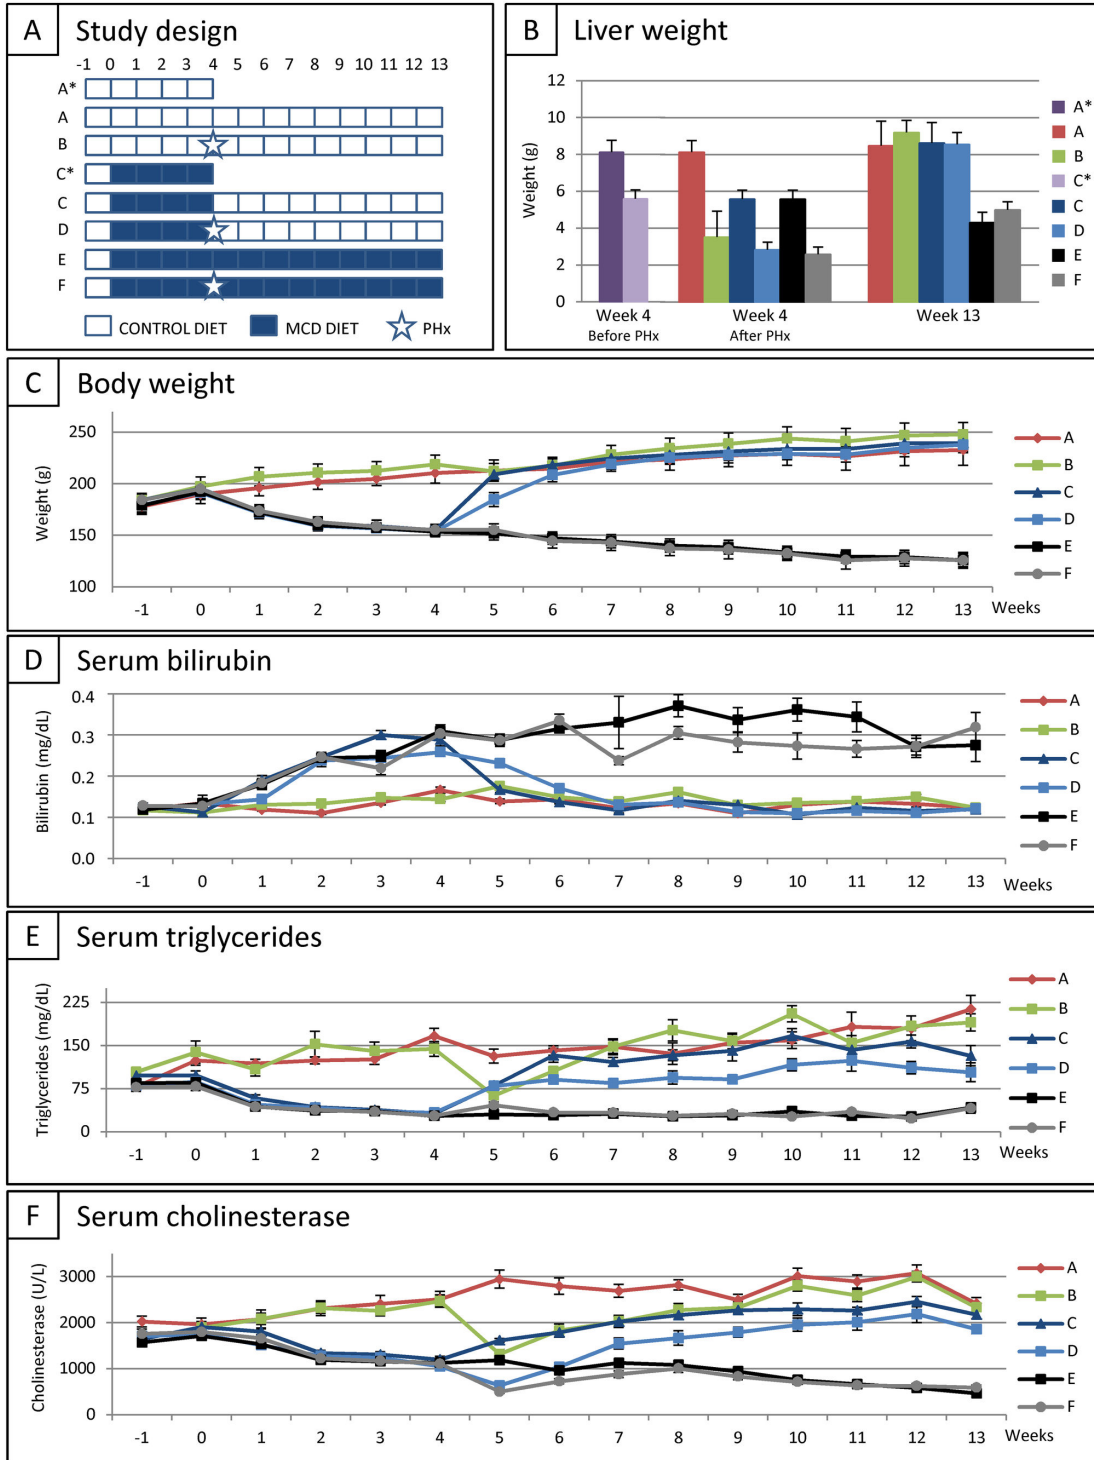 A Study design
-1 0 1 2 3 4 5 6 7 8 9 10 11 12 13
A*
A
B
C*
C
D
E
F
CONTROL DIET MCD DIET PHx
B Liver weight
Weight (g)
12
10
8
6
4
2
0
Week 4 Week 4 Week 13
Before PHx After PHx
A*
A
B
C*
C
D
E
F
C Body weight
Weight (g)
250
200
150
100
-1 0 1 2 3 4 5 6 7 8 9 10 11 12 13 Weeks
A
B
C
D
E
F
D Serum bilirubin
Bilirubin (mg/dL)
0.4
0.3
0.2
0.1
0.0
-1 0 1 2 3 4 5 6 7 8 9 10 11 12 13 Weeks
A
B
C
D
E
F
E Serum triglycerides
Triglycerides (mg/dL)
225
150
75
0
-1 0 1 2 3 4 5 6 7 8 9 10 11 12 13 Weeks
A
B
C
D
E
F
F Serum cholinesterase
Cholinesterase (U/L)
3000
2000
1000
0
-1 0 1 2 3 4 5 6 7 8 9 10 11 12 13 Weeks
A
B
C
D
E
F